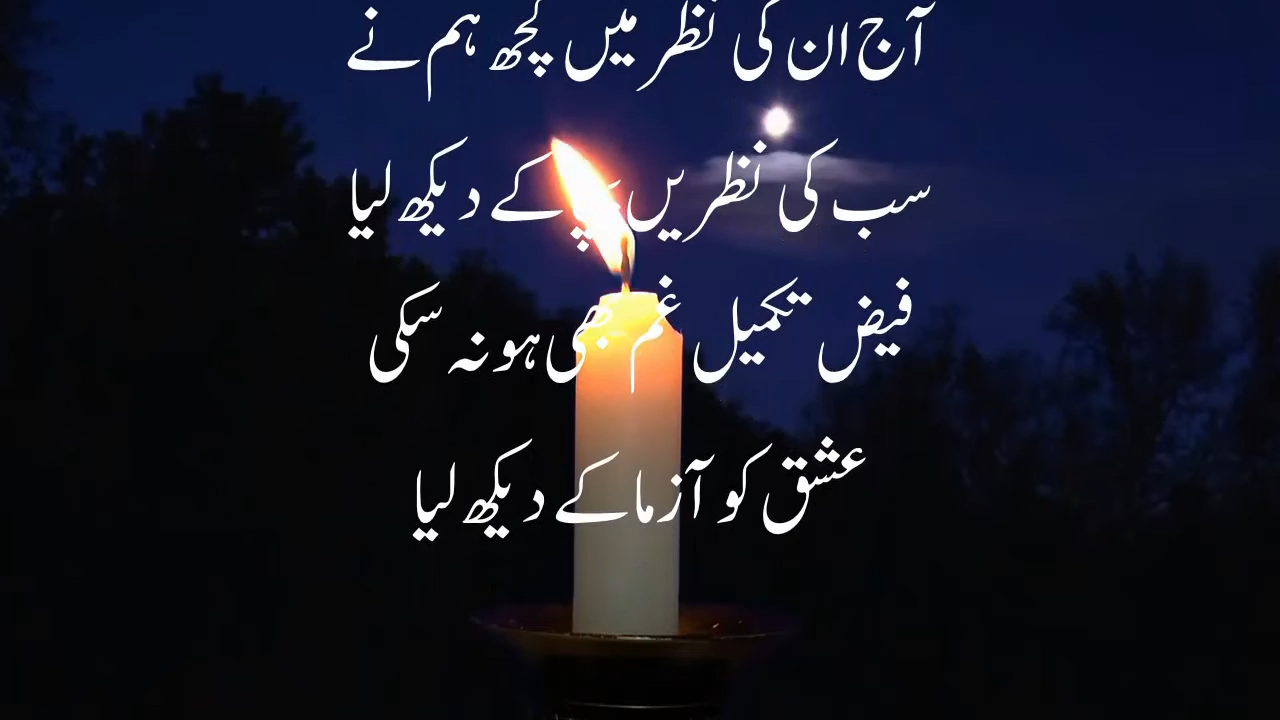 آج ان کی نظر میں کچھ ہم نے
سب کی نظریں بچا کے دیکھ لیا
فیض تکمیل غم بھی ہو نہ سکی
عشق کو آزما کے دیکھ لیا